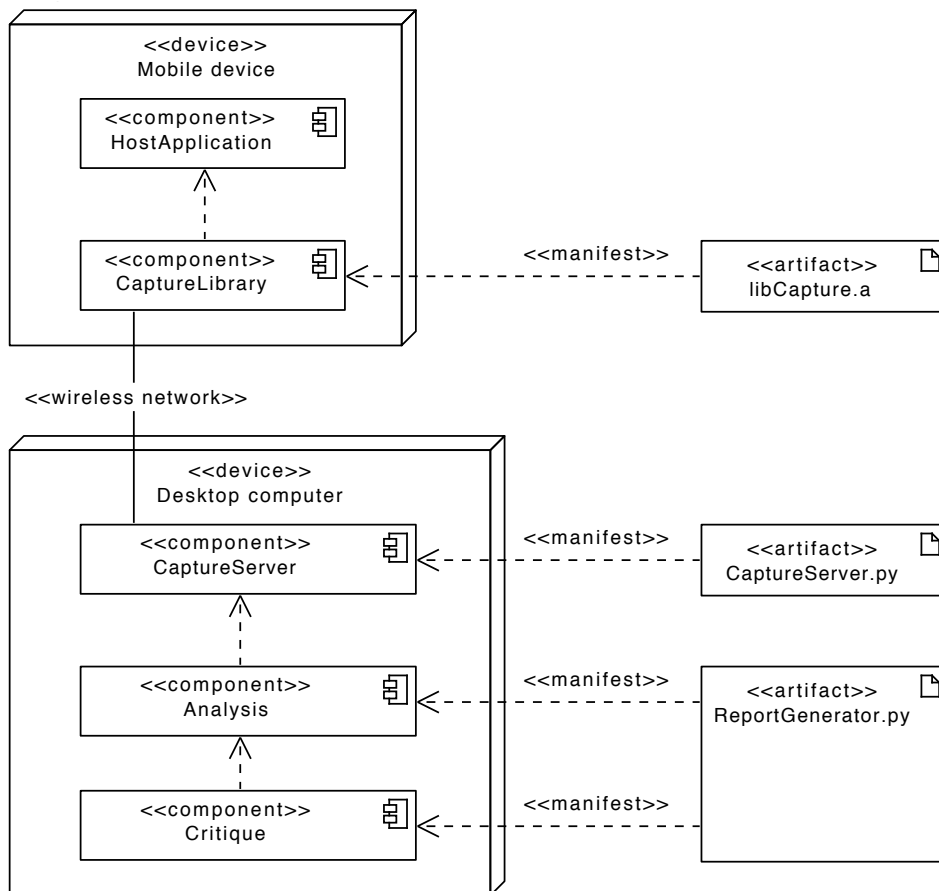 <<device>>
Mobile device
<<component>>
HostApplication
<<component>>
CaptureLibrary
<<manifest>>
<<artifact>>
libCapture.a
<<wireless network>>
<<device>>
Desktop computer
<<component>>
CaptureServer
<<manifest>>
<<artifact>>
CaptureServer.py
<<component>>
Analysis
<<manifest>>
<<artifact>>
ReportGenerator.py
<<component>>
Critique
<<manifest>>